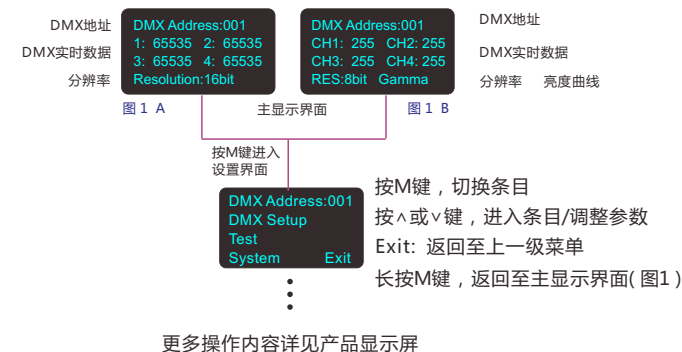 DMX地址
DMX实时数据
分辨率
DMX Address:001
1: 65535 2: 65535
3: 65535 4: 65535
Resolution:16bit
DMX Address:001
CH1: 255 CH2: 255
CH3: 255 CH4: 255
RES:8bit Gamma
DMX地址
DMX实时数据
分辨率 亮度曲线
图1 A
主显示界面
图1 B
按M键进入
设置界面
DMX Address:001
DMX Setup
Test
System Exit
按M键，切换条目
按∧或∨键，进入条目/调整参数
Exit: 返回至上一级菜单
长按M键，返回至主显示界面(图1)
更多操作内容详见产品显示屏